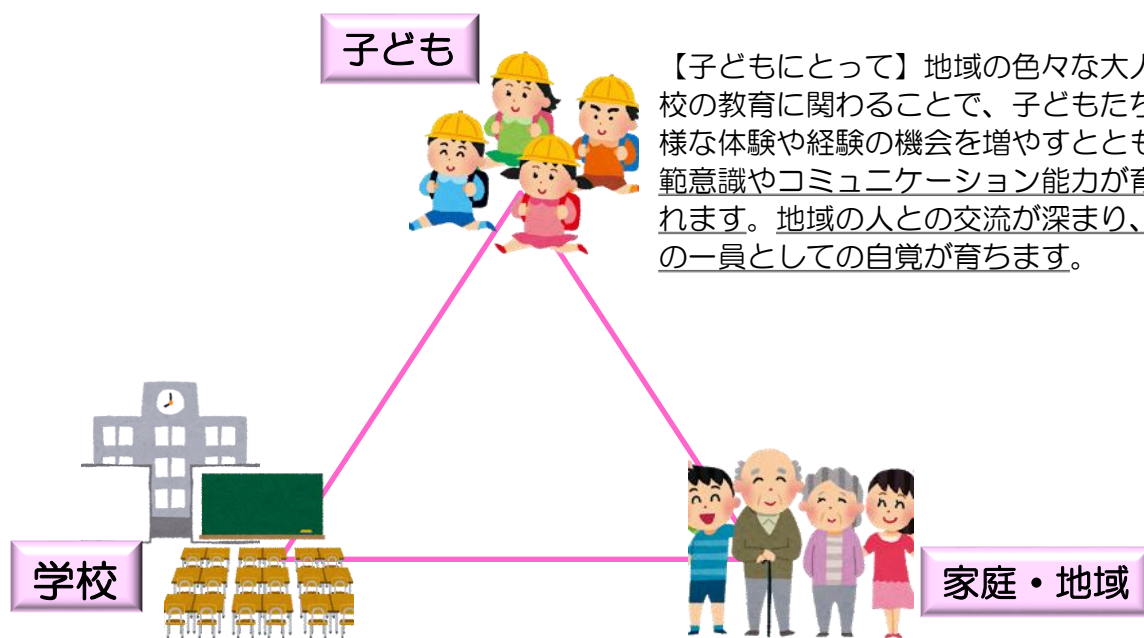 子ども
【子どもにとって】地域の色々な大人
校の教育に関わることで、子どもたち
様な体験や経験の機会を増やすととも
範意識やコミュニケーション能力が育
れます。地域の人との交流が深まり、
の一員としての自覚が育ちます。
学校
家庭・地域